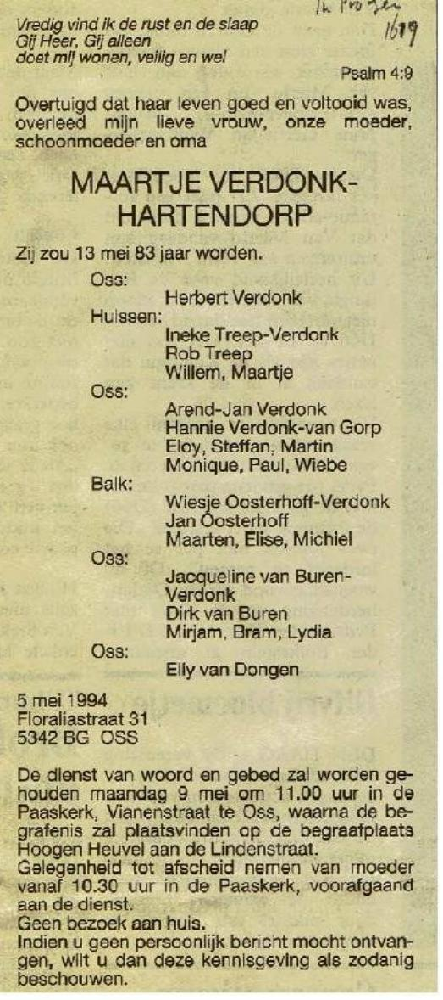 In Progen
1619
Vredig vind ik de rust en de slaap
Gij Heer, Gij alleen
doet mij wonen, veilig en wel
Psalm 4:9
Overtuigd dat haar leven goed en voltooid was,
overleed mijn lieve vrouw, onze moeder,
schoonmoeder en oma
MAARTJE VERDONK-
HARTENDORP
Zij zou 13 mei 83 jaar worden.
Oss:
Herbert Verdonk
Huissen:
Ineke Treep-Verdonk
Rob Treep
Willem, Maartje
Oss:
Arend-Jan Verdonk
Hannie Verdonk-van Gorp
Eloy, Steffan, Martin
Monique, Paul, Wiebe
Balk:
Wiesje Oosterhoff-Verdonk
Jan Oosterhoff
Maarten, Elise, Michiel
Oss:
Jacqueline van Buren-
Verdonk
Dirk van Buren
Mirjam, Bram, Lydia
Oss:
Elly van Dongen
5 mei 1994
Floraliastraat 31
5342 BG OSS
De dienst van woord en gebed zal worden ge-
houden maandag 9 mei om 11.00 uur in de
Paaskerk, Vianenstraat te Oss, waarna de be-
grafenis zal plaatsvinden op de begraafplaats
Hoogen Heuvel aan de Lindenstraat.
Gelegenheid tot afscheid nemen van moeder
vanaf 10.30 uur in de Paaskerk, voorafgaand
aan de dienst.
Geen bezoek aan huis.
Indien u geen persoonlijk bericht mocht ontvan-
gen, wilt u dan deze kennisgeving als zodanig
beschouwen.